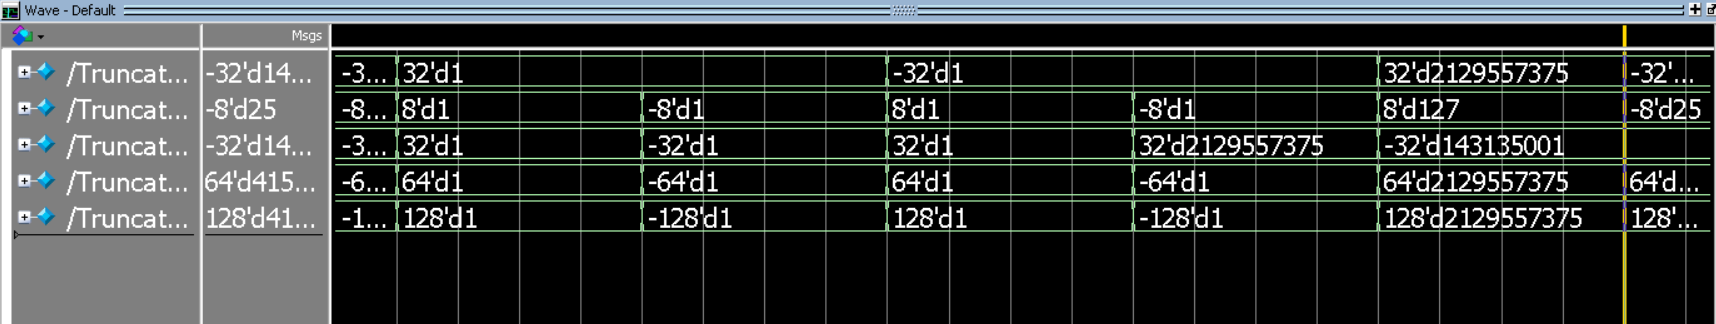 Wave - Default
Msgs
/Truncat... -32'd14... -3... 32'd1 -32'd1 32'd2129557375 -32'...
/Truncat... -8'd25 -8... 8'd1 -8'd1 8'd1 -8'd1 8'd127 -8'd25
/Truncat... -32'd14... -3... 32'd1 -32'd1 32'd1 32'd2129557375 -32'd143135001
/Truncat... 64'd415... -6... 64'd1 -64'd1 64'd1 -64'd1 64'd2129557375 64'd...
/Truncat... 128'd41... -1... 128'd1 -128'd1 128'd1 -128'd1 128'd2129557375 128'...